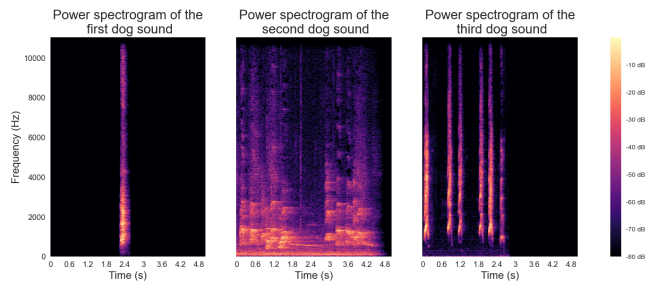 Power spectrogram of the
first dog sound
Power spectrogram of the
second dog sound
Power spectrogram of the
third dog sound
Frequency (Hz)
10000
8000
6000
4000
2000
0
0 0.6 1.2 1.8 2.4 3 3.6 4.2 4.8
Time (s)
0 0.6 1.2 1.8 2.4 3 3.6 4.2 4.8
Time (s)
0 0.6 1.2 1.8 2.4 3 3.6 4.2 4.8
Time (s)
-10 dB
-20 dB
-30 dB
-40 dB
-50 dB
-60 dB
-70 dB
-80 dB